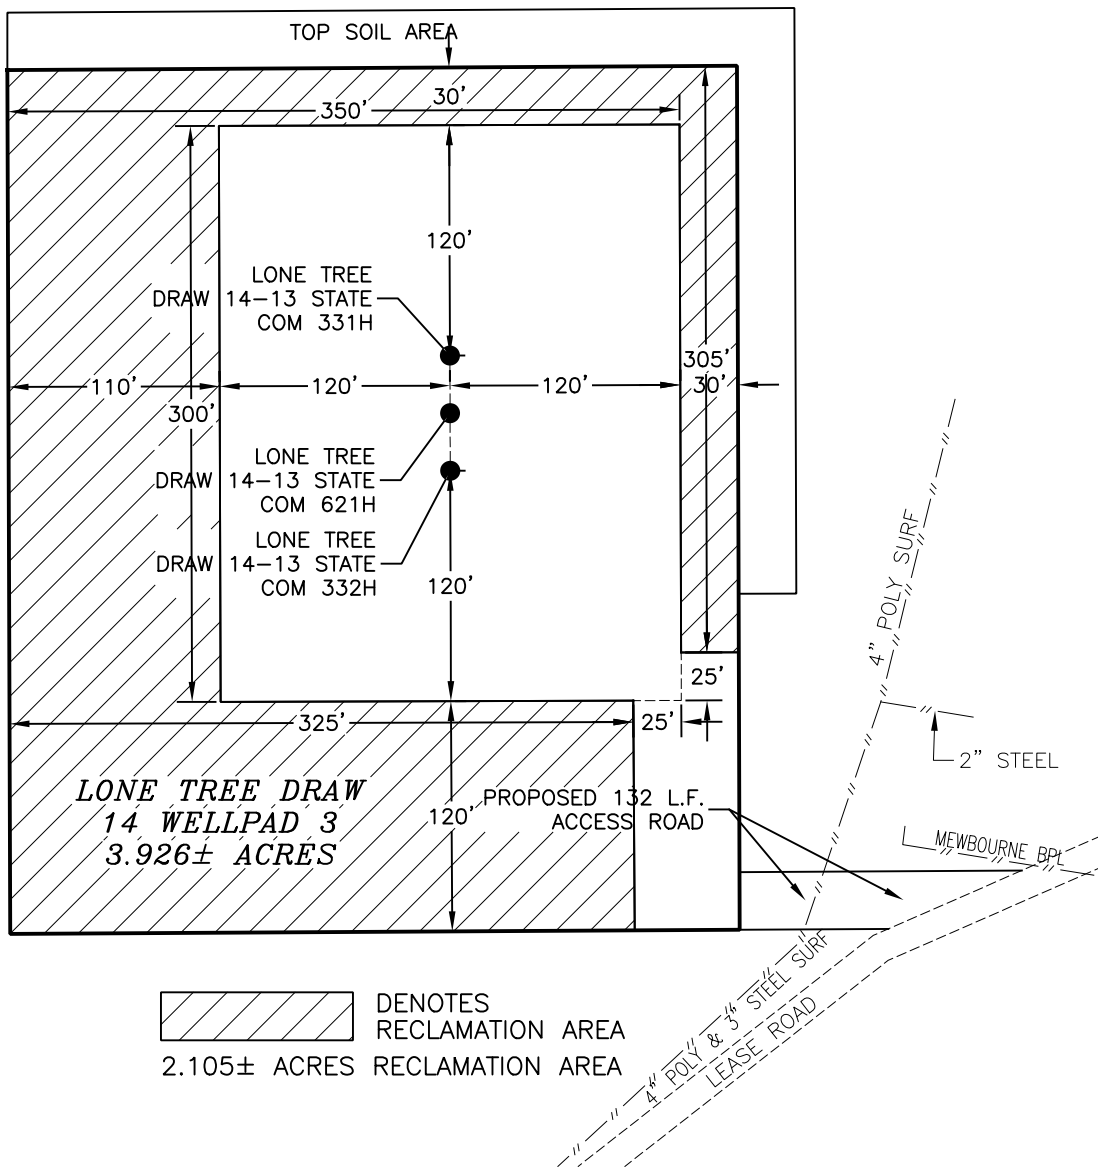 TOP SOIL AREA
30'
350'
120'
LONE TREE
DRAW 14-13 STATE
COM 331H
305'
110'
120'
120'
30'
300'
LONE TREE
DRAW 14-13 STATE
COM 621H
LONE TREE
DRAW 14-13 STATE
COM 332H
120'
4" POLY SURF
25'
325'
25'
2" STEEL
LONE TREE DRAW
14 WELLPAD 3
3.926± ACRES
120'
PROPOSED 132 L.F.
ACCESS ROAD
MEWBOURNE BPL
4" POLY & 3" STEEL SURF
LEASE ROAD
DENOTES
RECLAMATION AREA
2.105± ACRES RECLAMATION AREA